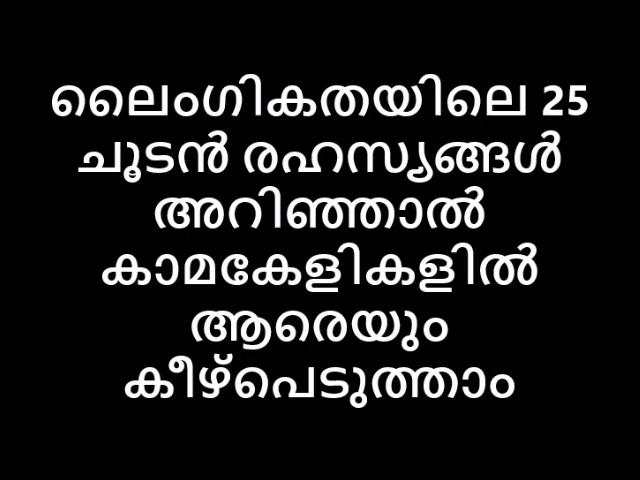 ലൈംഗികതയിലെ 25
ചൂടൻ രഹസ്യങ്ങൾ
അറിഞ്ഞാൽ
കാമകേളികളിൽ
ആരെയും
കീഴ്പെടുത്താം